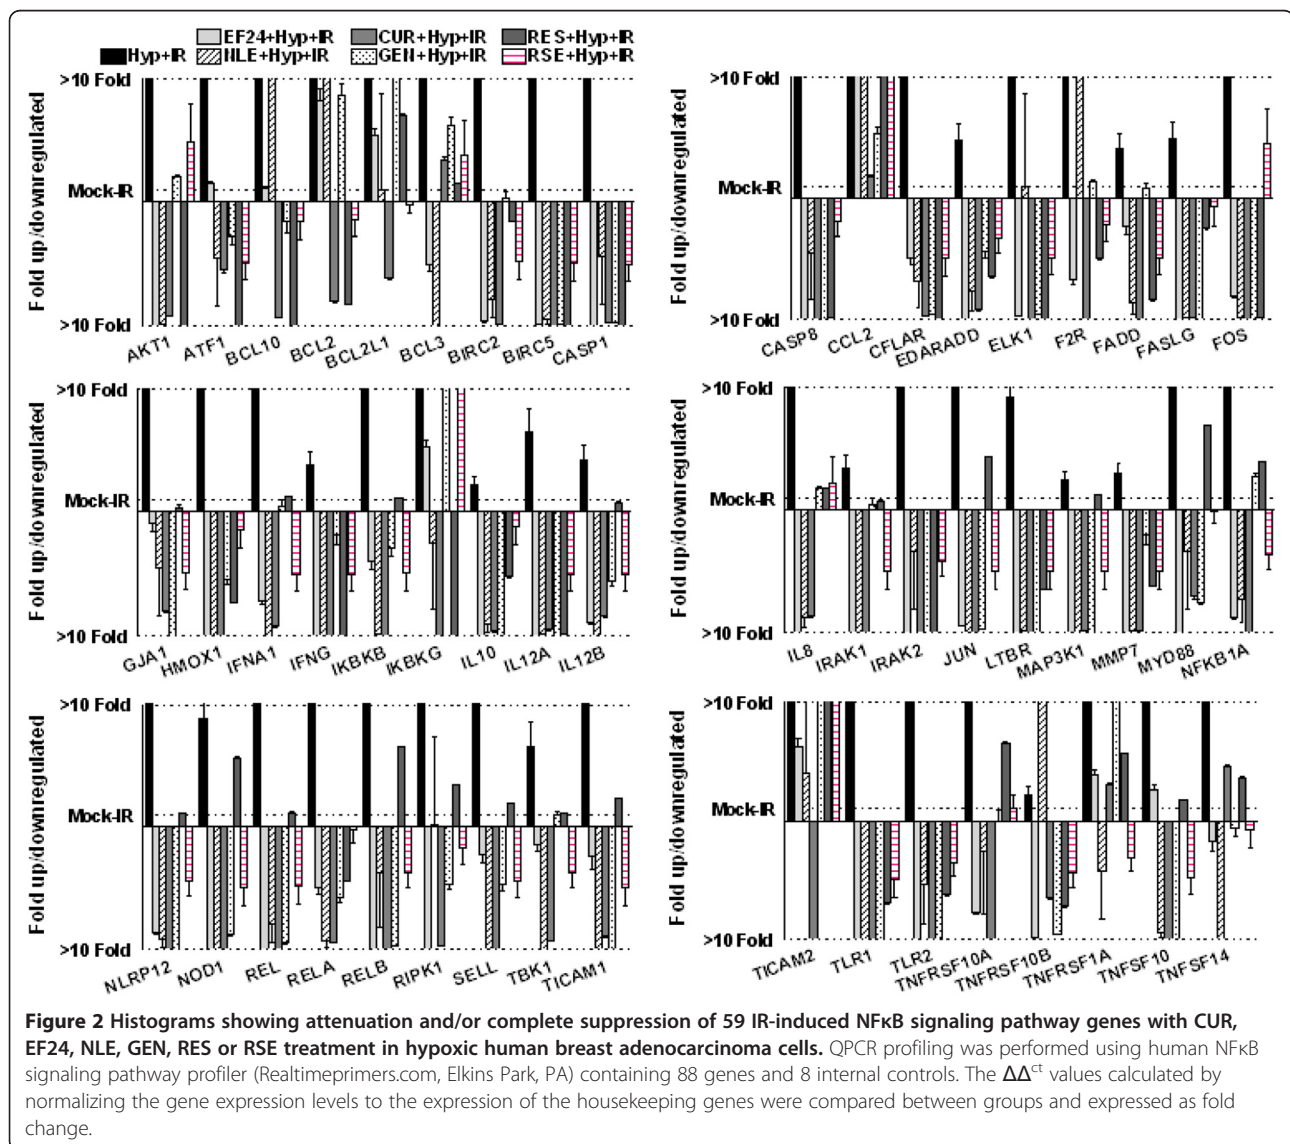 EF24+Hyp+IR CUR+Hyp+IR RES+Hyp+IR
Hyp+IR NLE+Hyp+IR GEN+Hyp+IR RSE+Hyp+IR
Fold up/downregulated
>10 Fold
Mock-IR
>10 Fold
AKT1 ATF1 BCL10 BCL2 BCL2L1 BCL3 BIRC2 BIRC5 CASP1
Fold up/downregulated
>10 Fold
Mock-IR
>10 Fold
CASP8 CCL2 CFLAR EDARADD ELK1 F2R FADD FASLG FOS
Fold up/downregulated
>10 Fold
Mock-IR
>10 Fold
GJA1 HMOX1 IFNA1 IFNG IKBKB IKBKG IL10 IL12A IL12B
Fold up/downregulated
>10 Fold
Mock-IR
>10 Fold
IL8 IRAK1 IRAK2 JUN LTBR MAP3K1 MMP7 MYD88 NFKB1A
Fold up/downregulated
>10 Fold
Mock-IR
>10 Fold
NLRP12 NOD1 REL RELA RELB RIPK1 SELL TBK1 TICAM1
Fold up/downregulated
>10 Fold
Mock-IR
>10 Fold
TICAM2 TLR1 TLR2 TNFRSF10A TNFRSF10B TNFRSF1A TNFSF10 TNFSF14
Figure 2 Histograms showing attenuation and/or complete suppression of 59 IR-induced NFκB signaling pathway genes with CUR,
EF24, NLE, GEN, RES or RSE treatment in hypoxic human breast adenocarcinoma cells. QPCR profiling was performed using human NFκB
signaling pathway profiler (Realtimeprimers.com, Elkins Park, PA) containing 88 genes and 8 internal controls. The ΔΔct values calculated by
normalizing the gene expression levels to the expression of the housekeeping genes were compared between groups and expressed as fold
change.